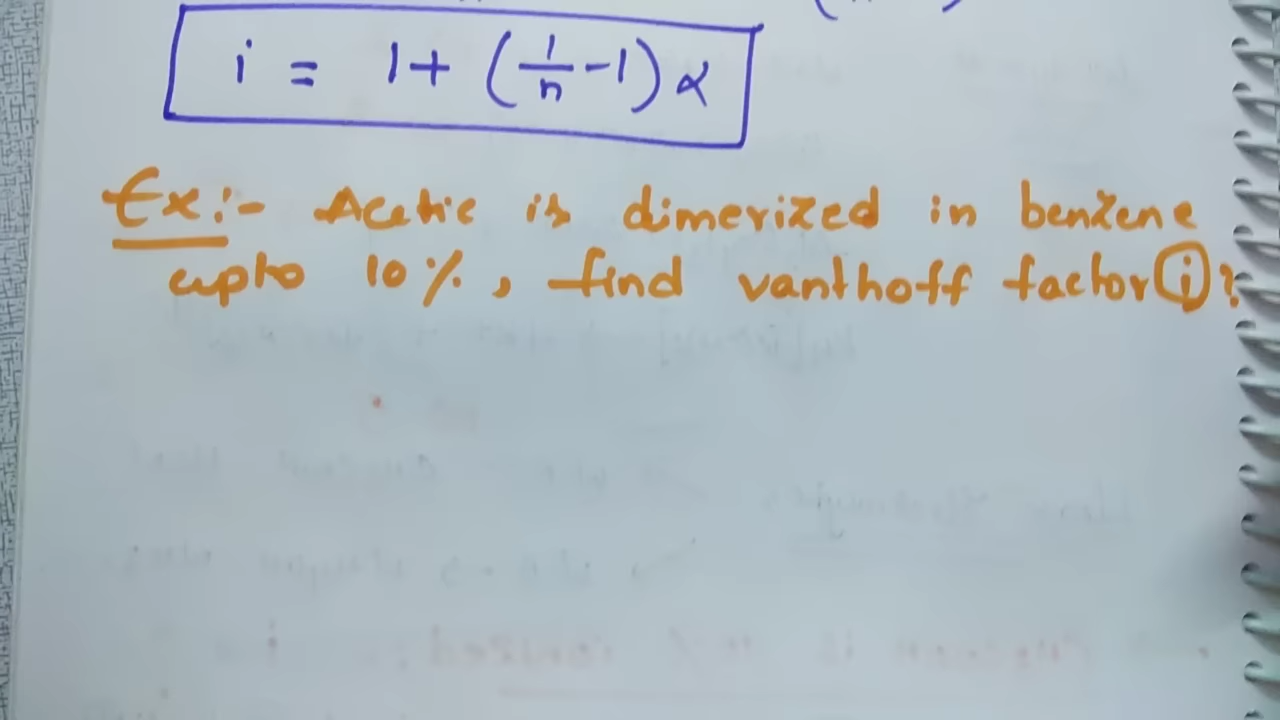 i = 1 + (1/n - 1) α
Ex:- Acetic is dimerized in benzene
upto 10%, find vanthoff factor i?